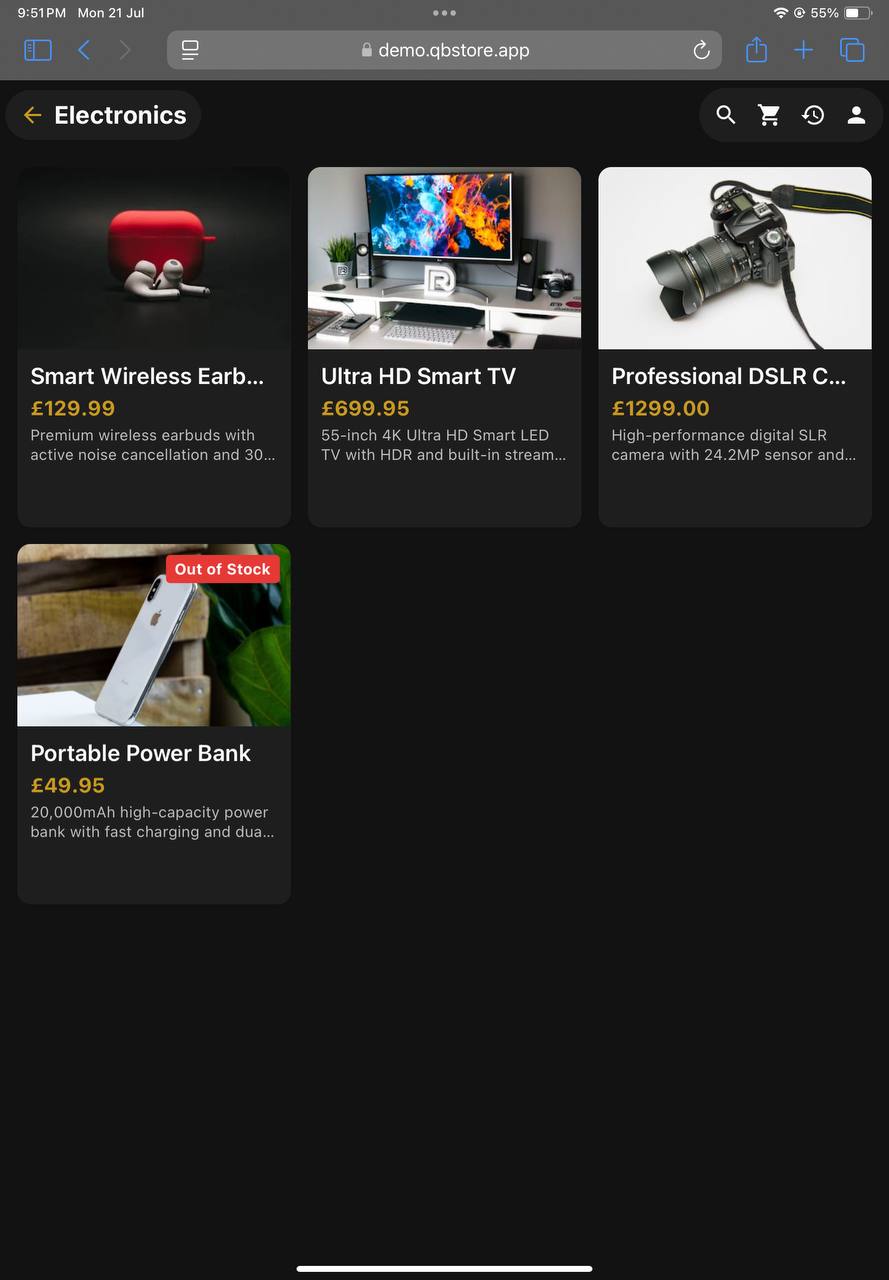 9:51 PM Mon 21 Jul
55%
demo.qbstore.app
Electronics
Smart Wireless Earb...
£129.99
Premium wireless earbuds with
active noise cancellation and 30...
Ultra HD Smart TV
£699.95
55-inch 4K Ultra HD Smart LED
TV with HDR and built-in stream...
Professional DSLR C...
£1299.00
High-performance digital SLR
camera with 24.2MP sensor and...
Out of Stock
Portable Power Bank
£49.95
20,000mAh high-capacity power
bank with fast charging and dua...